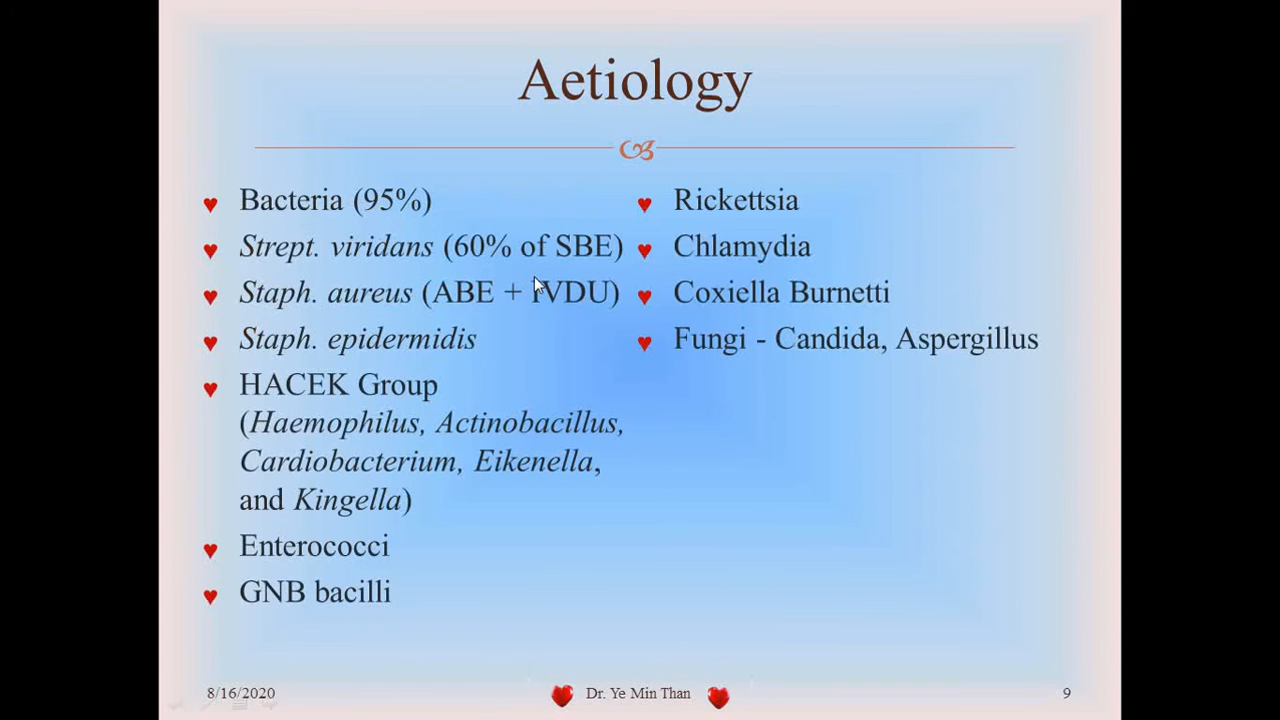 Aetiology
Bacteria (95%)
Strept. viridans (60% of SBE)
Staph. aureus (ABE + IVDU)
Staph. epidermidis
HACEK Group
(Haemophilus, Actinobacillus,
Cardiobacterium, Eikenella,
and Kingella)
Enterococci
GNB bacilli
Rickettsia
Chlamydia
Coxiella Burnetti
Fungi - Candida, Aspergillus
8/16/2020
Dr. Ye Min Than
9